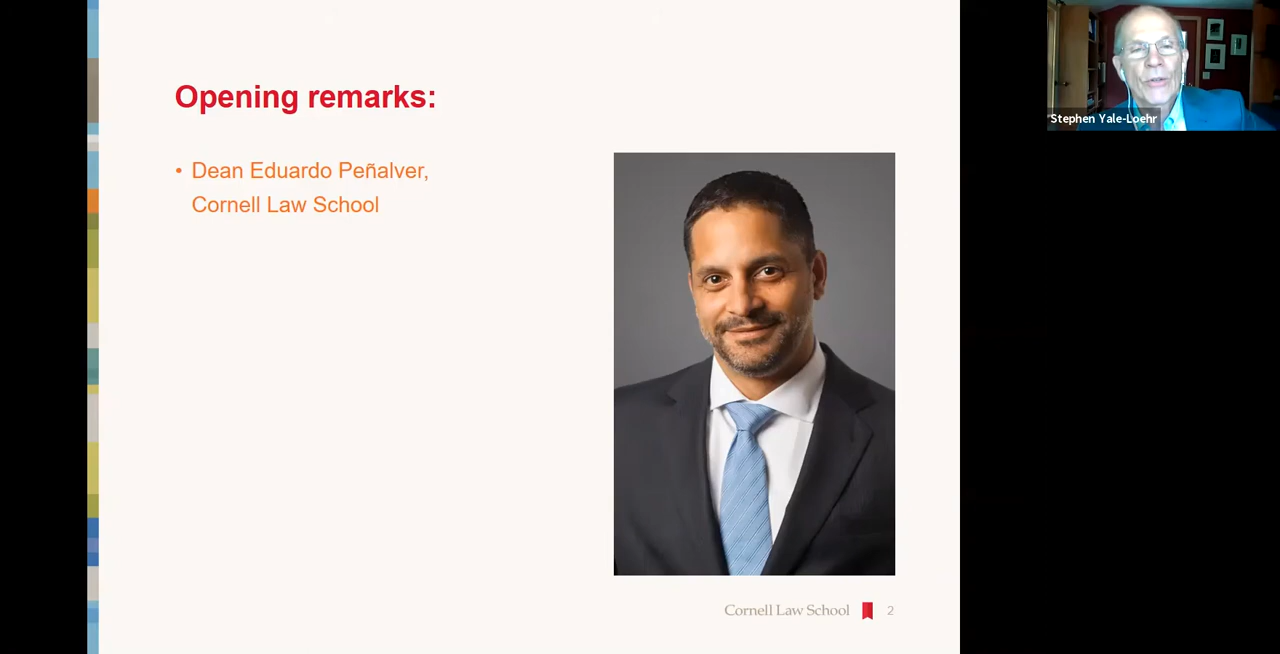 Opening remarks:
• Dean Eduardo Peñalver,
Cornell Law School
Stephen Yale-Loehr
Cornell Law School 2